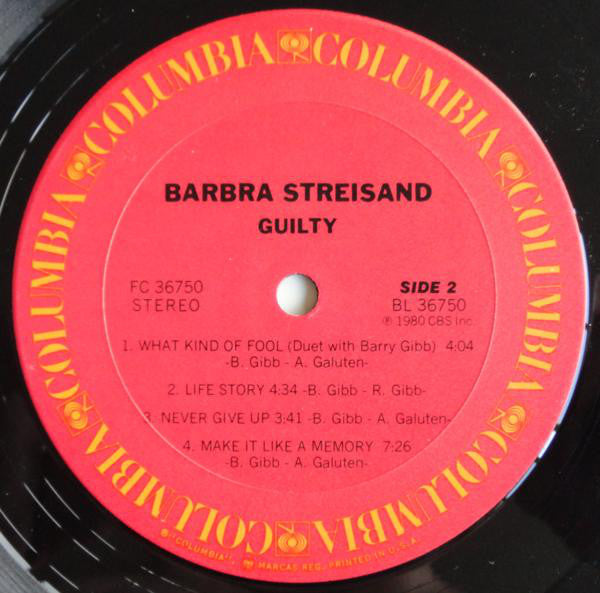 COLUMBIA COLUMBIA COLUMBIA COLUMBIA COLUMBIA COLUMBIA COLUMBIA COLUMBIA
BARBRA STREISAND
GUILTY
FC 36750 SIDE 2
STEREO BL 36750
℗ 1980 CBS Inc.
1. WHAT KIND OF FOOL (Duet with Barry Gibb) 4:04
-B. Gibb - A. Galuten-
2. LIFE STORY 4:34 -B. Gibb - R. Gibb-
3. NEVER GIVE UP 3:41 -B. Gibb - A. Galuten-
4. MAKE IT LIKE A MEMORY 7:26
-B. Gibb - A. Galuten-
® "COLUMBIA", MARCAS REG. PRINTED IN U.S.A.